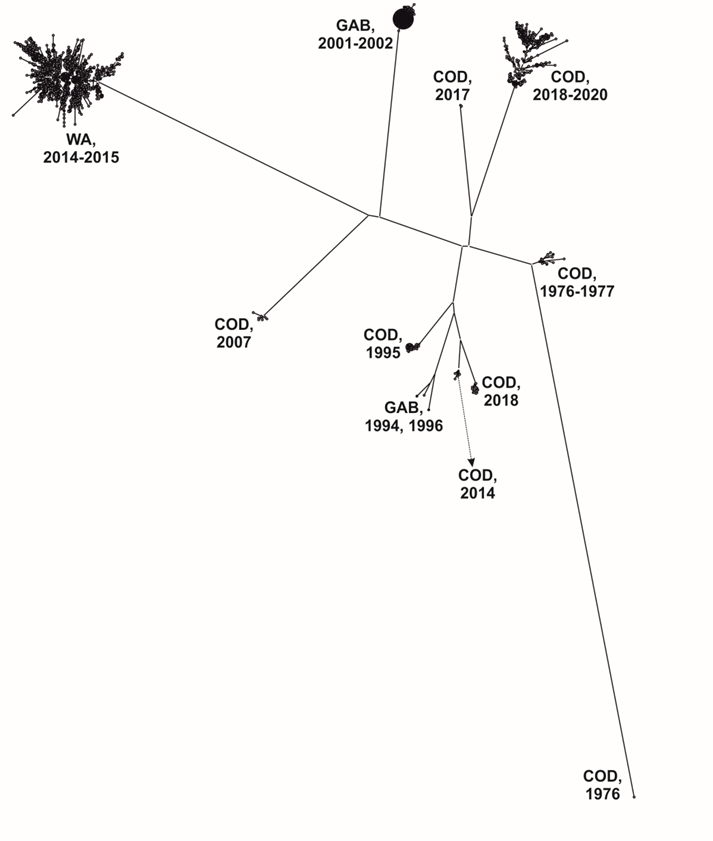 GAB,
2001-2002
COD,
2017
COD,
2018-2020
WA,
2014-2015
COD,
1976-1977
COD,
2007
COD,
1995
COD,
2018
GAB,
1994, 1996
COD,
2014
COD,
1976